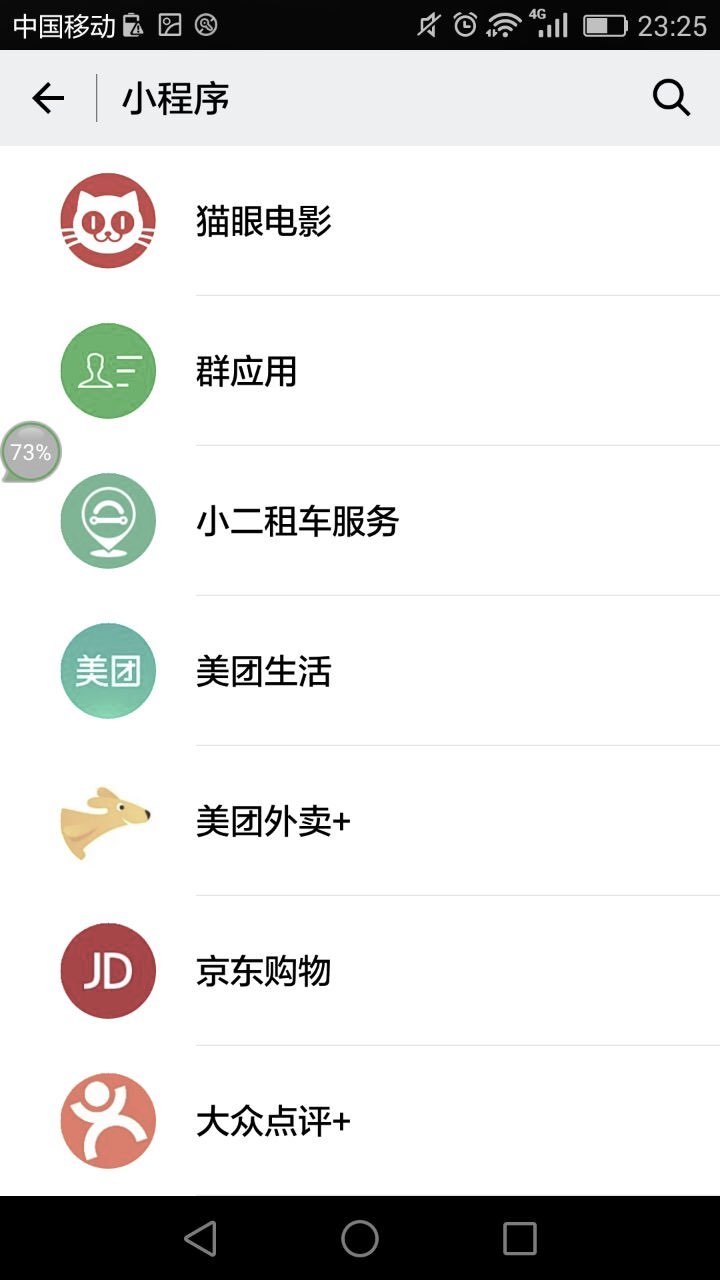 中国移动 4G 23:25
小程序
猫眼电影
群应用
73%
小二租车服务
美团 美团生活
美团外卖+
JD 京东购物
大众点评+